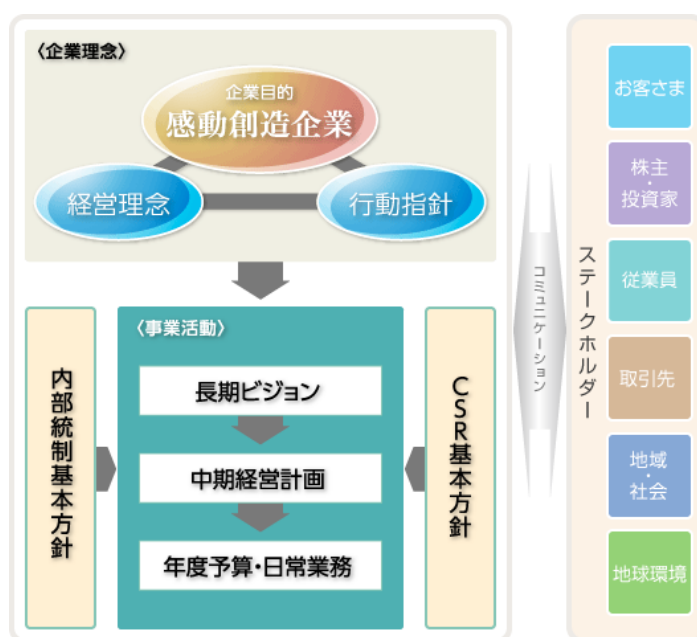 〈企業理念〉
企業目的
感動創造企業
経営理念
行動指針
〈事業活動〉
長期ビジョン
中期経営計画
年度予算・日常業務
内部統制基本方針
CSR基本方針
コミュニケーション
ステークホルダー
お客さま
株主
・
投資家
従業員
取引先
地域
・
社会
地球環境